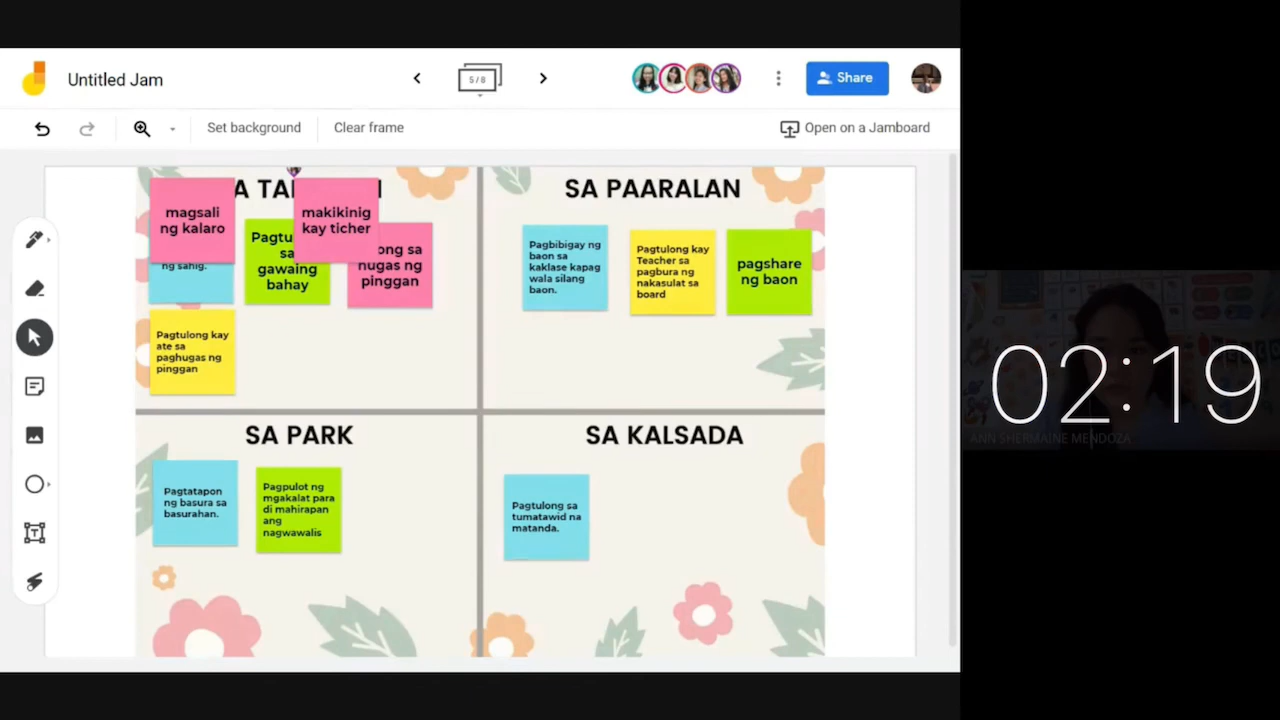 Untitled Jam
5/8
Share
Set background
Clear frame
Open on a Jamboard
A TA
magsali
ng kalaro
ng sahig.
Pagtu
sa
gawaing
bahay
makikinig
kay ticher
ong sa
hugas ng
pinggan
Pagtulong kay
ate sa
paghugas ng
pinggan
SA PAARALAN
Pagbibigay ng
baon sa
kaklase kapag
wala silang
baon.
Pagtulong kay
Teacher sa
pagbura ng
nakasulat sa
board
pagshare
ng baon
SA PARK
Pagtatapon
ng basura sa
basurahan.
Pagpulot ng
mgakalat para
di mahirapan
ang
nagwawalis
SA KALSADA
Pagtulong sa
tumatawid na
matanda.
02:19
ANN SHERMAINE MENDOZA